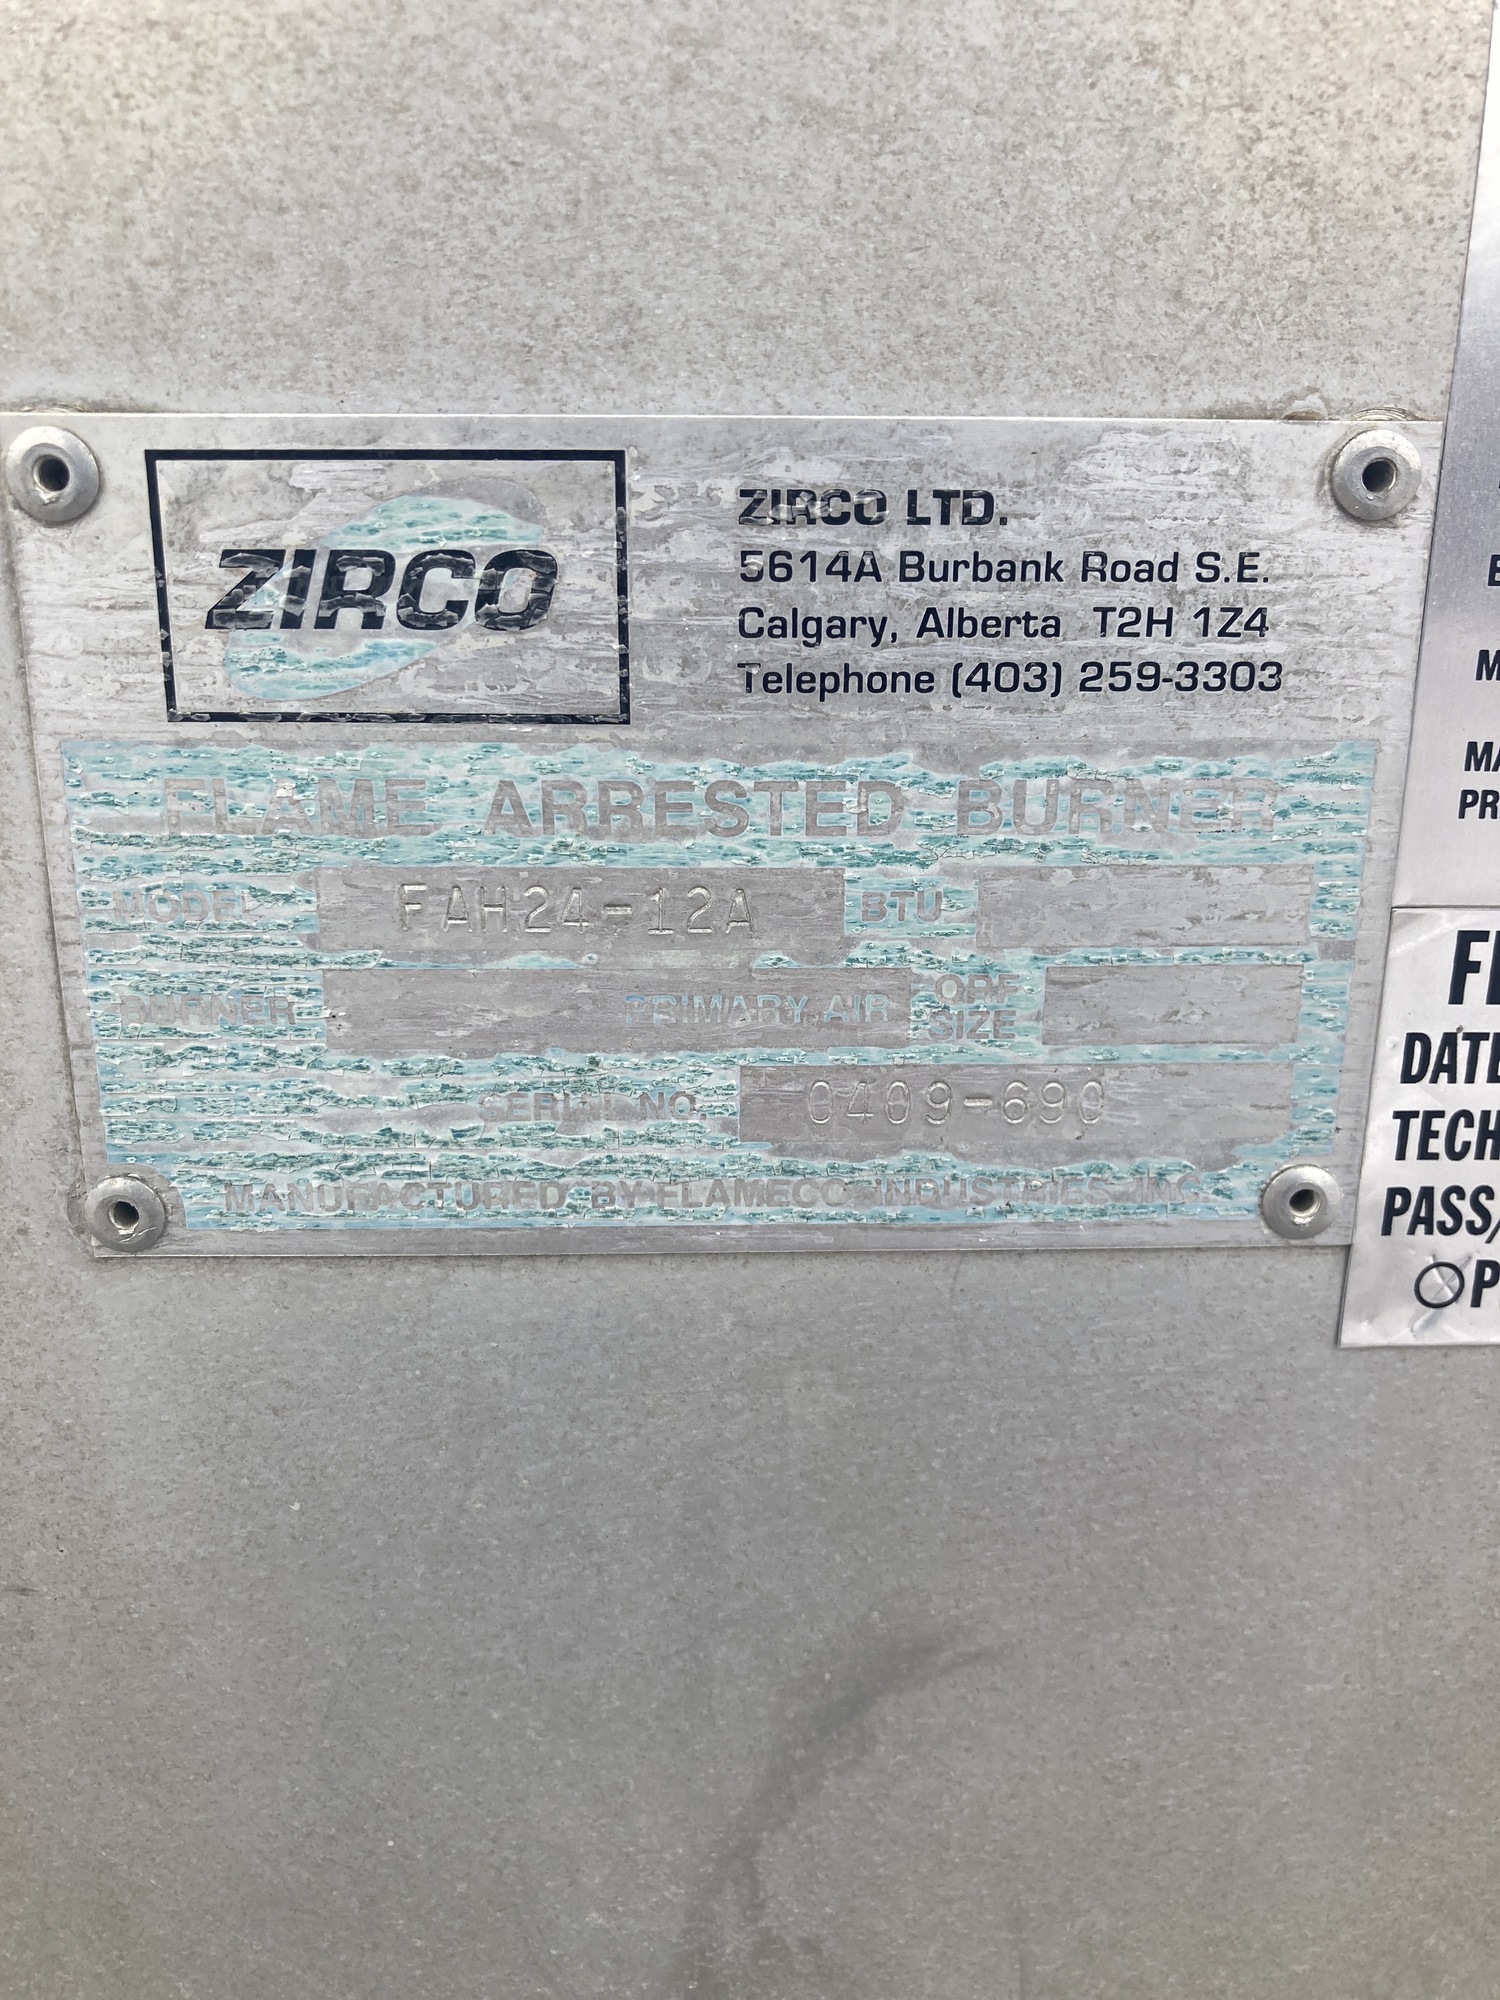 ZIRCO
ZIRCO LTD.
5614A Burbank Road S.E.
Calgary, Alberta T2H 1Z4
Telephone (403) 259-3303
FLAME ARRESTED BURNER
MODEL FAH24-12A BTU
BURNER PRIMARY AIR ORF SIZE
SERIAL NO. 0409-690
MANUFACTURED BY FLAMECO INDUSTRIES INC.
DATE
TECH
PASS/